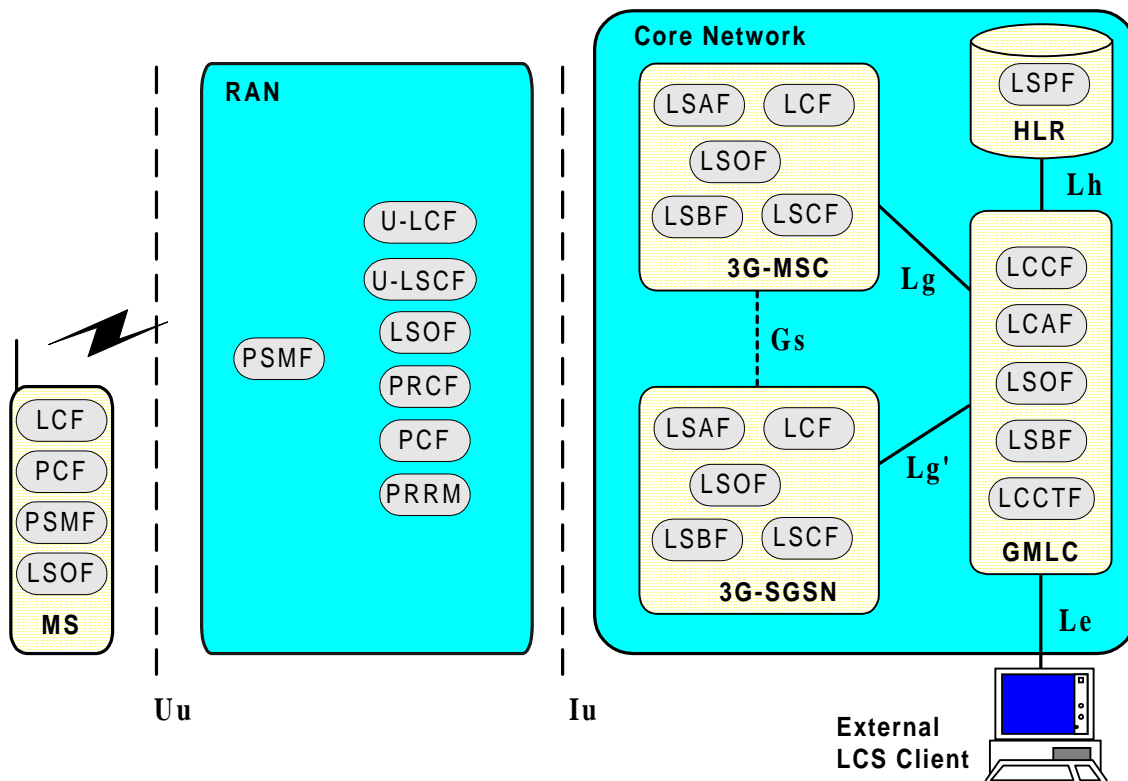 Core Network
RAN
LSPF
HLR
Lh
LSAF
LCF
LSOF
LSBF
LSCF
3G-MSC
Lg
Gs
LSAF
LCF
LSOF
LSBF
LSCF
3G-SGSN
Lg'
LCCF
LCAF
LSOF
LSBF
LCCTF
GMLC
Le
U-LCF
U-LSCF
LSOF
PRCF
PCF
PRRM
PSMF
LCF
PCF
PSMF
LSOF
MS
Uu
Iu
External
LCS Client